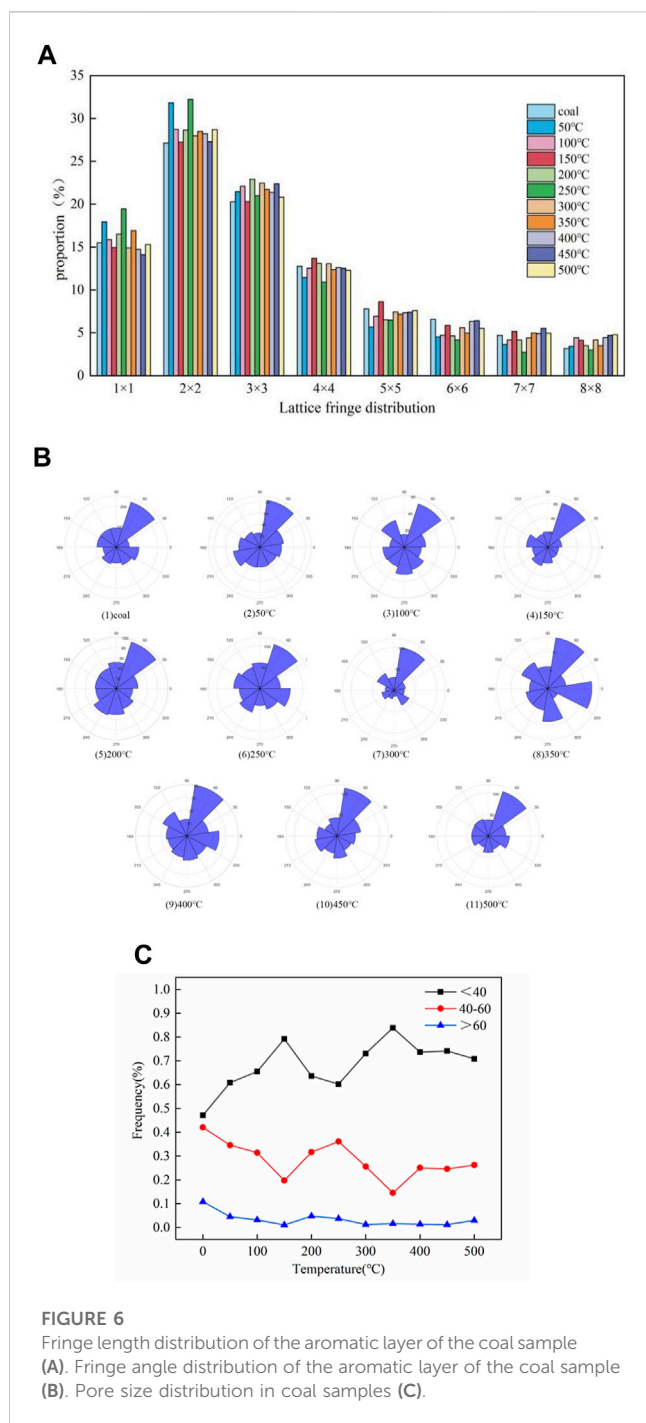 A
35
30
25
20
15
10
5
0
proportion (%)
coal
50℃
100℃
150℃
200℃
250℃
300℃
350℃
400℃
450℃
500℃
1×1 2×2 3×3 4×4 5×5 6×6 7×7 8×8
Lattice fringe distribution
B
(1)coal
(2)50℃
(3)100℃
(4)150℃
(5)200℃
(6)250℃
(7)300℃
(8)350℃
(9)400℃
(10)450℃
(11)500℃
C
1.0
0.9
0.8
0.7
0.6
0.5
0.4
0.3
0.2
0.1
0.0
Frequency(%)
<40
40-60
>60
0 100 200 300 400 500
Temperature(℃)
FIGURE 6
Fringe length distribution of the aromatic layer of the coal sample
(A). Fringe angle distribution of the aromatic layer of the coal sample
(B). Pore size distribution in coal samples (C).